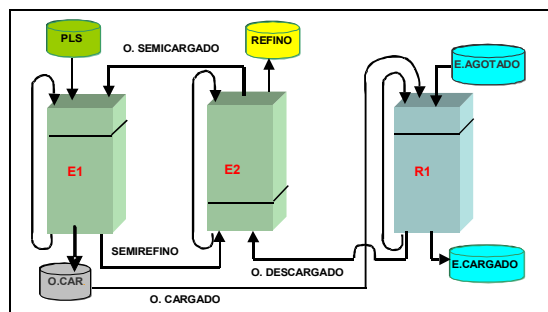 PLS
O. SEMICARGADO
REFINO
E.AGOTADO
E1
E2
R1
SEMIREFINO
O. DESCARGADO
E.CARGADO
O.CAR
O. CARGADO